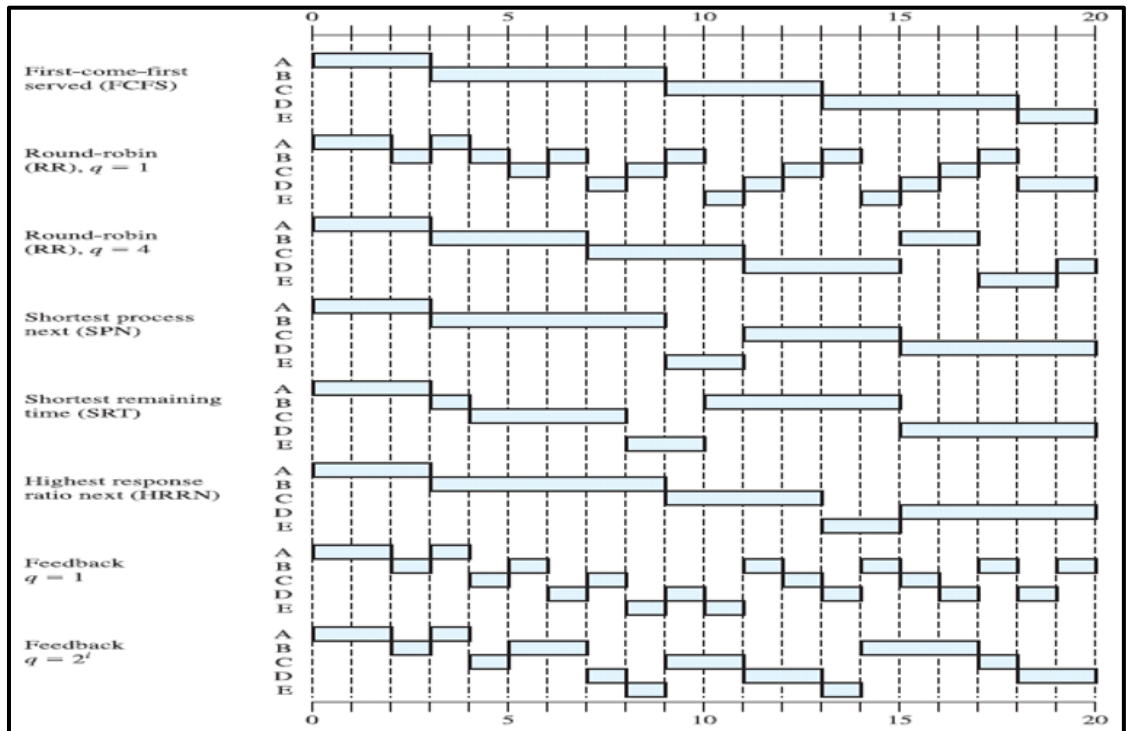 0 5 10 15 20
First-come-first
served (FCFS)
A
B
C
D
E
Round-robin
(RR), q = 1
A
B
C
D
E
Round-robin
(RR), q = 4
A
B
C
D
E
Shortest process
next (SPN)
A
B
C
D
E
Shortest remaining
time (SRT)
A
B
C
D
E
Highest response
ratio next (HRRN)
A
B
C
D
E
Feedback
q = 1
A
B
C
D
E
Feedback
q = 2^i
A
B
C
D
E
0 5 10 15 20